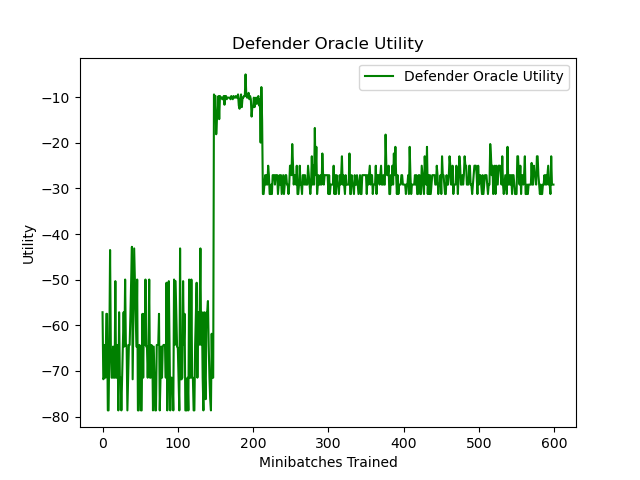 Defender Oracle Utility
Defender Oracle Utility
−10
−20
−30
−40
−50
−60
−70
−80
Utility
0 100 200 300 400 500 600
Minibatches Trained